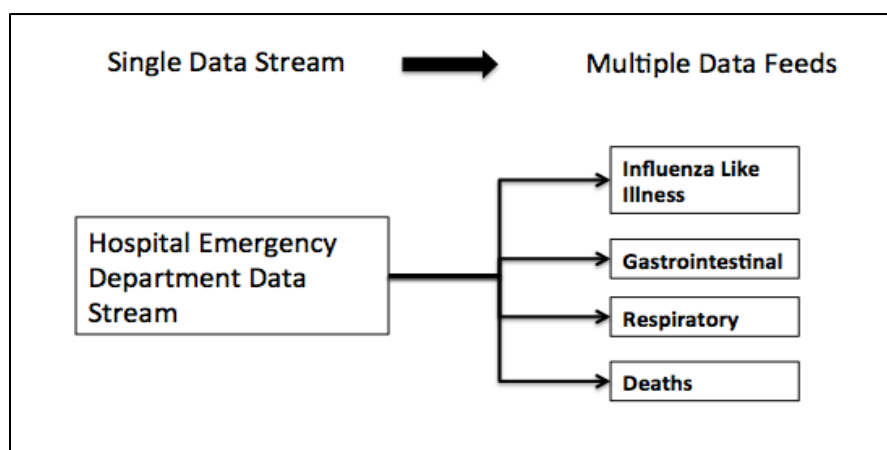 Single Data Stream
Multiple Data Feeds
Hospital Emergency
Department Data
Stream
Influenza Like
Illness
Gastrointestinal
Respiratory
Deaths